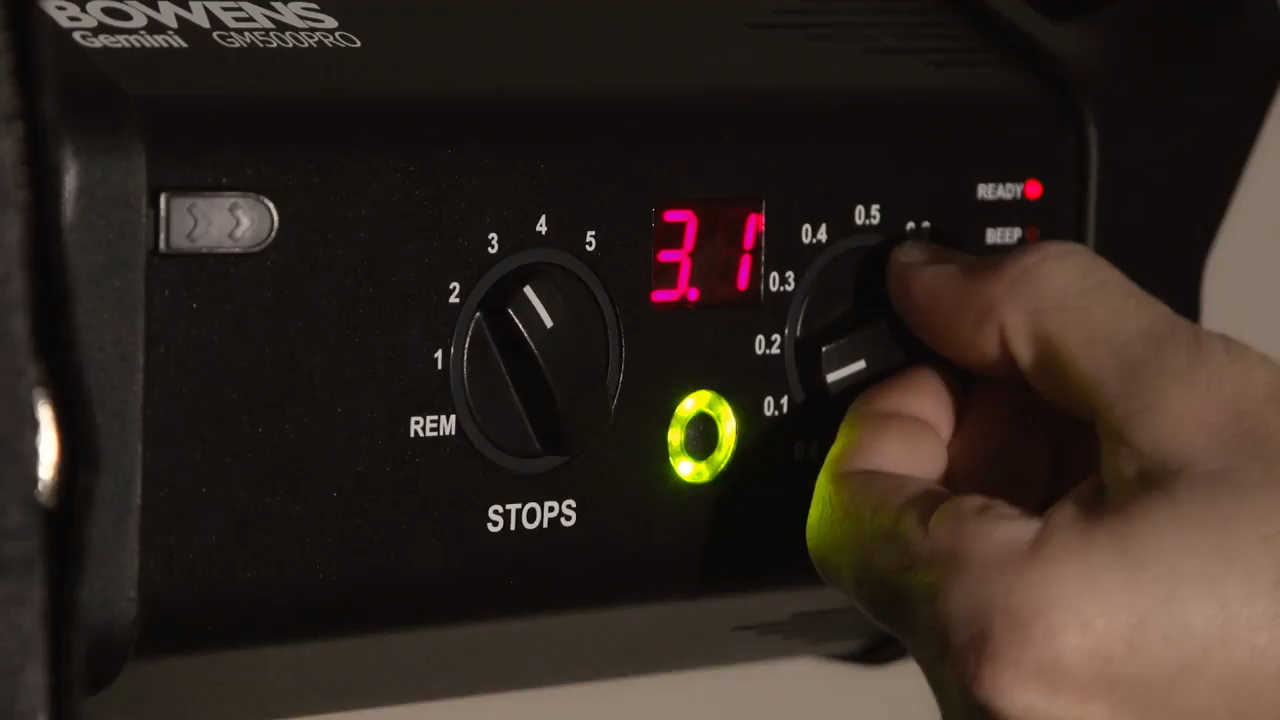 BOWENS
Gemini GM500PRO
READY
BEEP
REM
1
2
3
4
5
STOPS
3.1
0.1
0.2
0.3
0.4
0.5